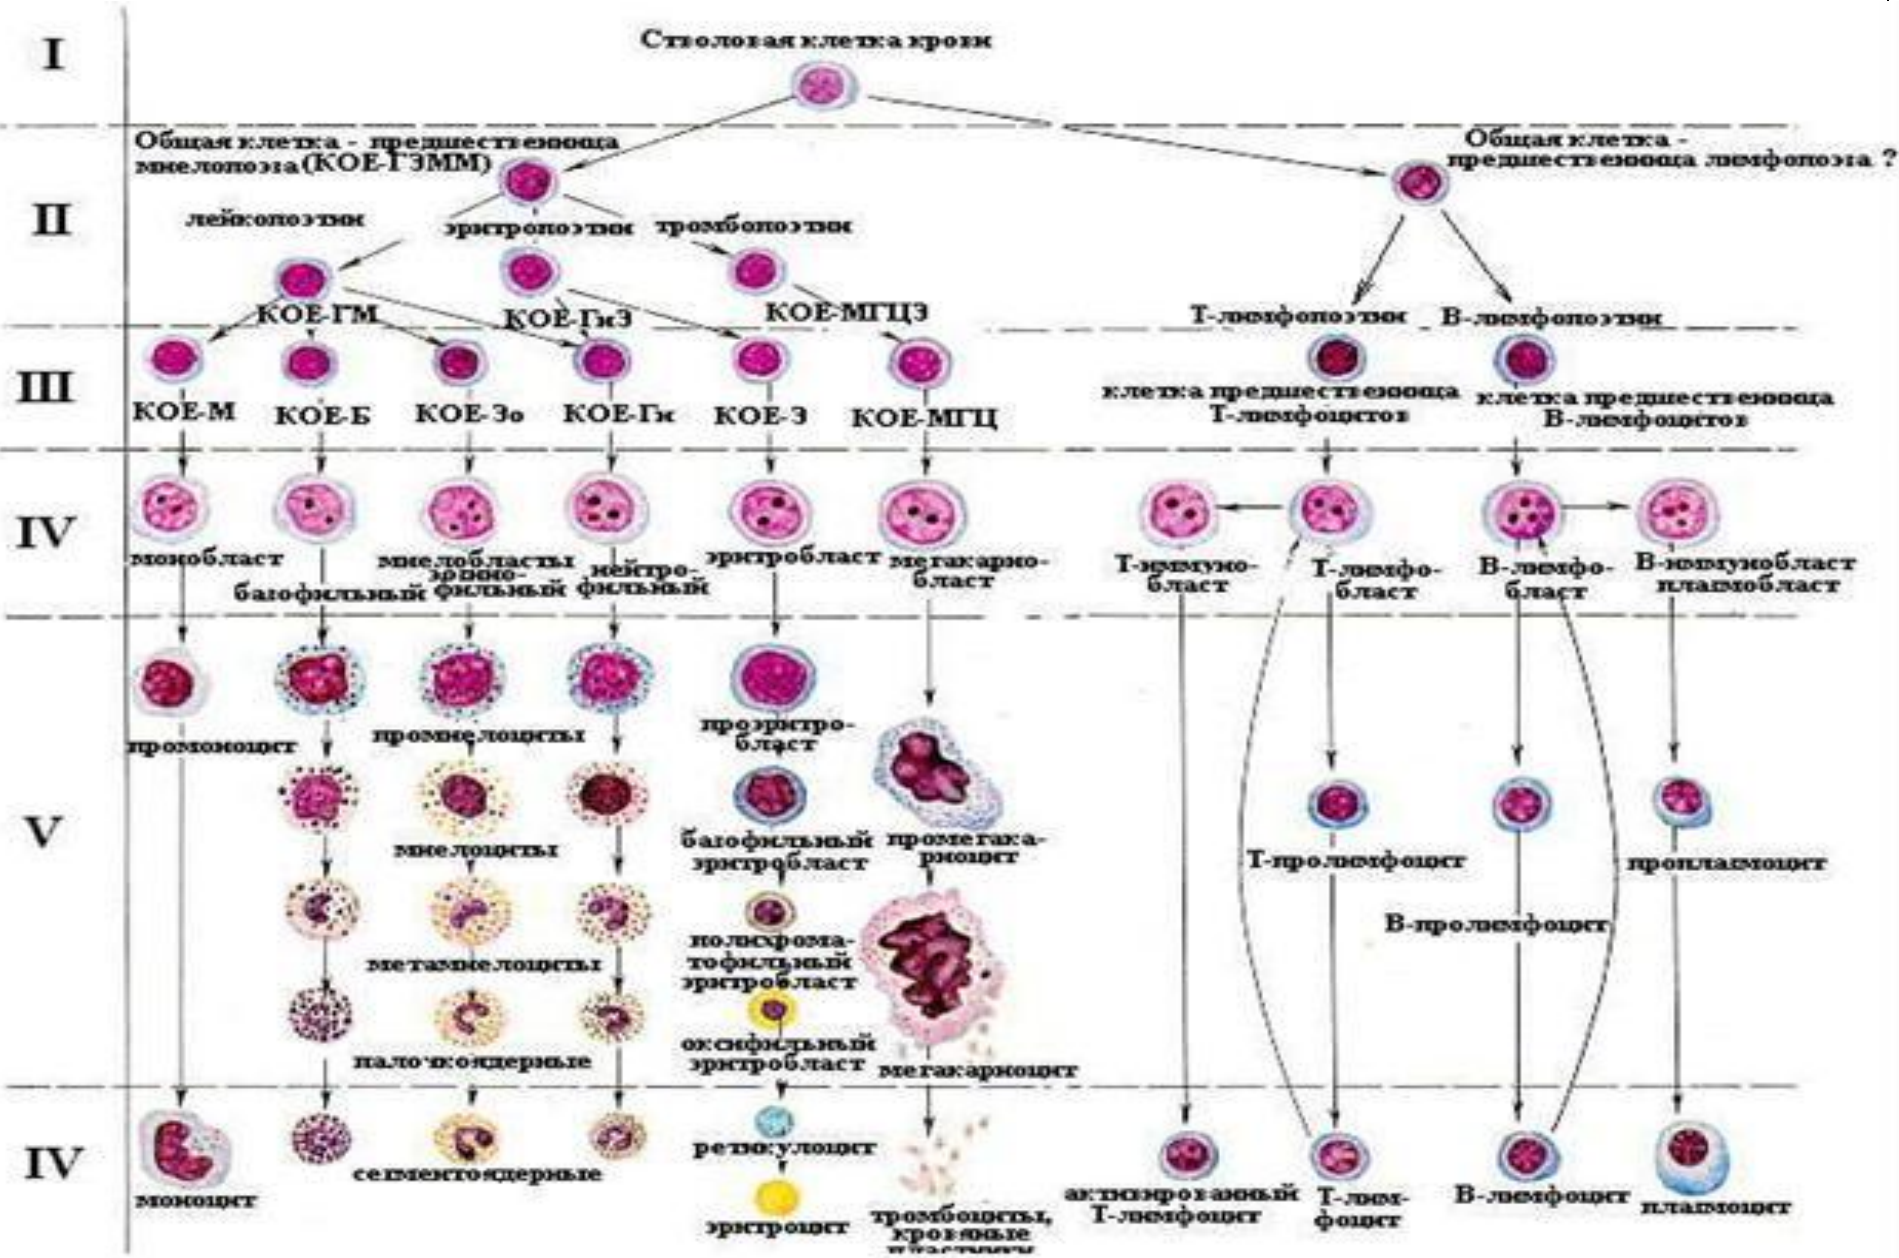 I
Стволовая клетка крови
Общая клетка - предшественница
миелопоэза (КОЕ-ГЭММ)
Общая клетка -
предшественница лимфопоэза ?
II
лейкопоэтин
эритропоэтин
тромбопоэтин
КОЕ-ГМ
КОЕ-ГнЭ
КОЕ-МГЦЭ
Т-лимфопоэтин
В-лимфопоэтин
III
КОЕ-М
КОЕ-Б
КОЕ-Эо
КОЕ-Гн
КОЕ-Э
КОЕ-МГЦ
клетка предшественница
Т-лимфоцитов
клетка предшественница
В-лимфоцитов
IV
монобласт
миелобласты
базофильный
эозино-
фильный
нейтро-
фильный
эритробласт
мегакарио-
бласт
Т-иммуно-
бласт
Т-лимфо-
бласт
В-лимфо-
бласт
В-иммунобласт
плазмобласт
V
промоноцит
промиелоциты
проэритро-
бласт
миелоциты
базофильный
эритробласт
промегака-
риоцит
Т-пролимфоцит
проплазмоцит
В-пролимфоцит
метамиелоциты
полихрома-
тофильный
эритробласт
палочкоядерные
оксифильный
эритробласт
мегакариоцит
IV
моноцит
сегментоядерные
ретикулоцит
эритроцит
тромбоциты,
кровяные
пластинки
активированный
Т-лимфоцит
Т-лим-
фоцит
В-лимфоцит
плазмоцит